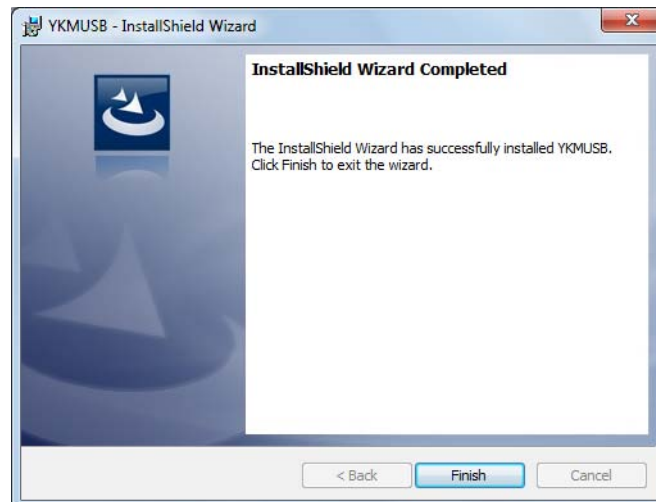 YKMUSB - InstallShield Wizard
InstallShield Wizard Completed
The InstallShield Wizard has successfully installed YKMUSB.
Click Finish to exit the wizard.
< Back
Finish
Cancel